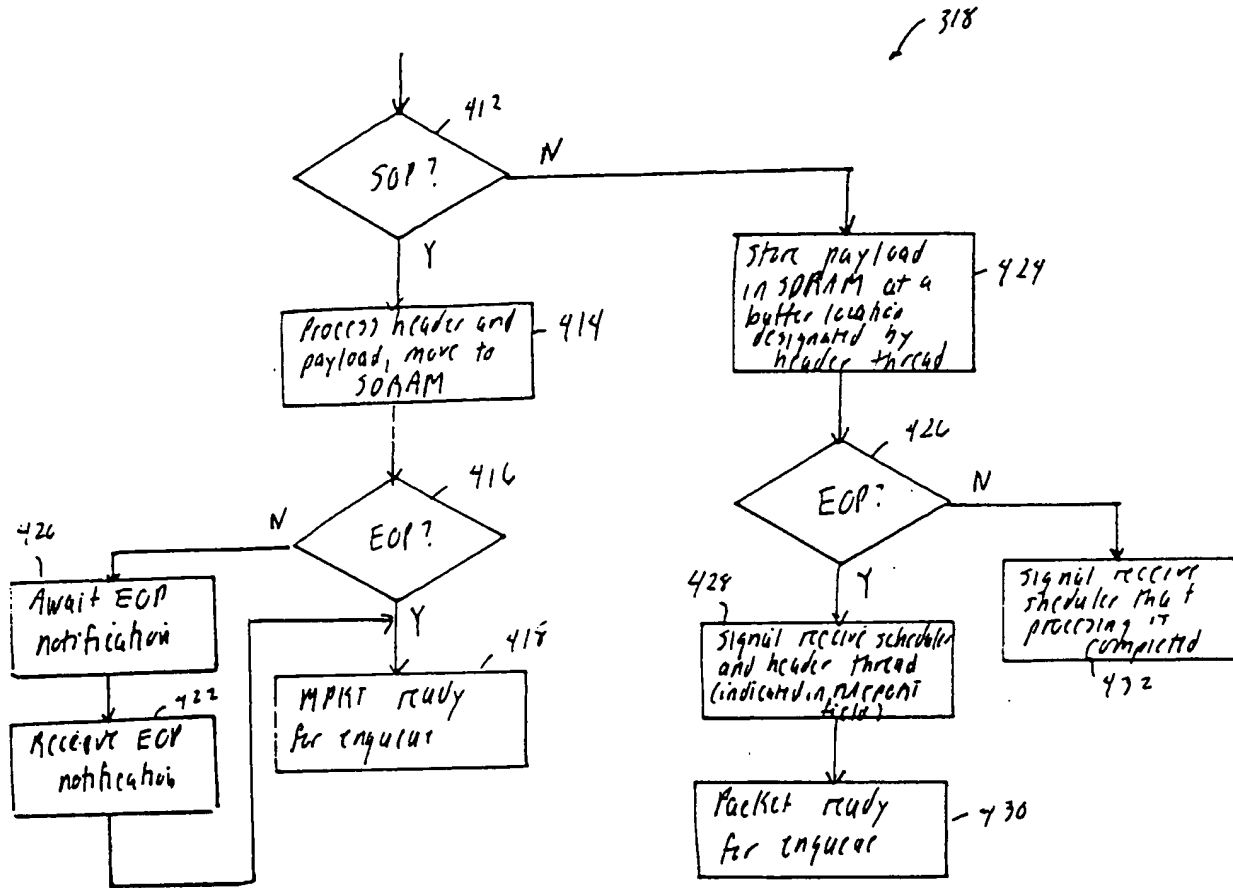 318
412
SOP?
N
Y
Process header and
payload, move to
SDRAM
414
416
EOP?
N
Y
420
Await EOP
notification
422
Receive EOP
notification
418
MPKT ready
for enqueue
Store payload
in SDRAM at a
buffer location
designated by
header thread
424
426
EOP?
N
Y
428
Signal receive scheduler
and header thread
(indicated in
field)
Signal receive
sheduler that
processing is
completed
432
Packet ready
for enqueue
430